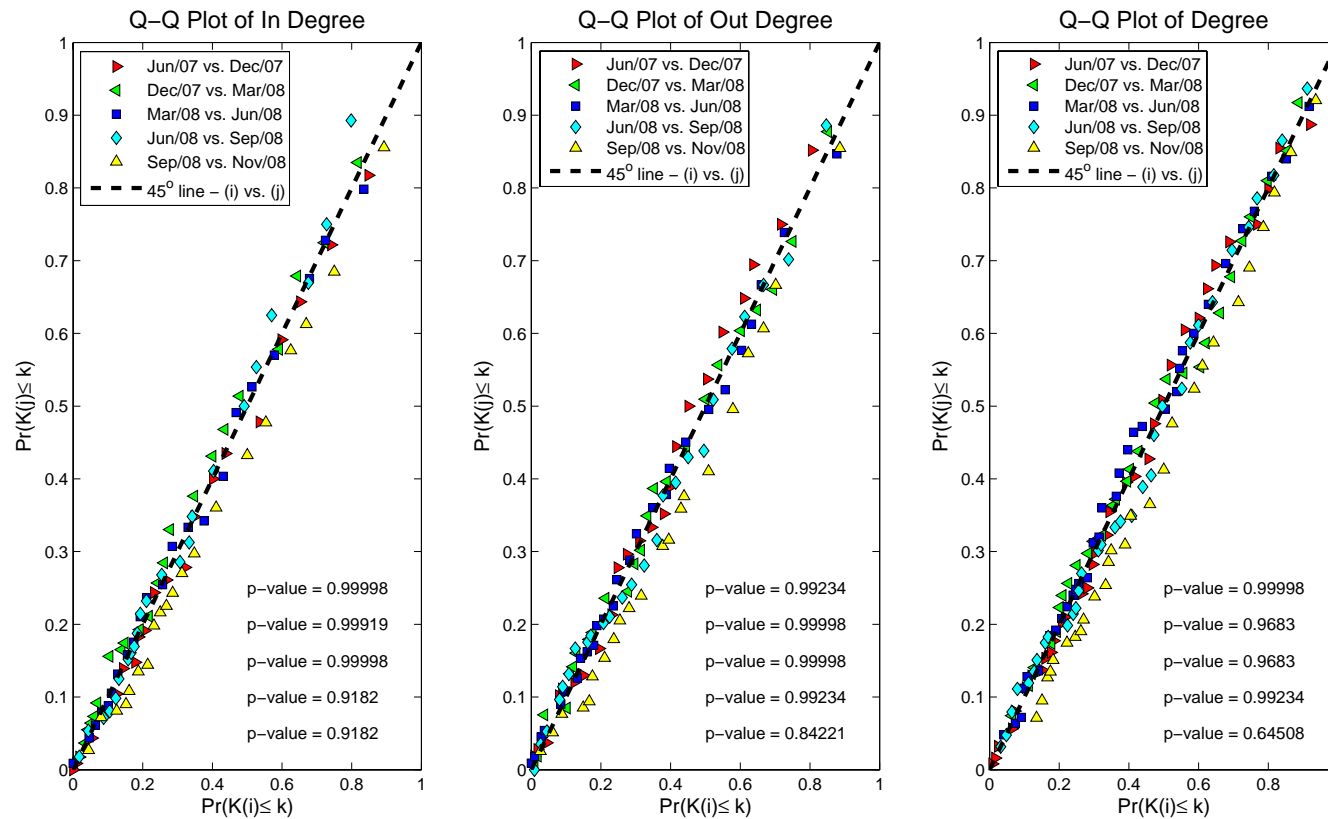 Q−Q Plot of In Degree
Pr(K(j)≤ k)
1
0.9
0.8
0.7
0.6
0.5
0.4
0.3
0.2
0.1
0
Jun/07 vs. Dec/07
Dec/07 vs. Mar/08
Mar/08 vs. Jun/08
Jun/08 vs. Sep/08
Sep/08 vs. Nov/08
45° line − (i) vs. (j)
p−value = 0.99998
p−value = 0.99919
p−value = 0.99998
p−value = 0.9182
p−value = 0.9182
0 0.2 0.4 0.6 0.8 1
Pr(K(i)≤ k)
Q−Q Plot of Out Degree
Pr(K(j)≤ k)
1
0.9
0.8
0.7
0.6
0.5
0.4
0.3
0.2
0.1
0
Jun/07 vs. Dec/07
Dec/07 vs. Mar/08
Mar/08 vs. Jun/08
Jun/08 vs. Sep/08
Sep/08 vs. Nov/08
45° line − (i) vs. (j)
p−value = 0.99234
p−value = 0.99998
p−value = 0.99998
p−value = 0.99234
p−value = 0.84221
0 0.2 0.4 0.6 0.8 1
Pr(K(i)≤ k)
Q−Q Plot of Degree
Pr(K(j)≤ k)
1
0.9
0.8
0.7
0.6
0.5
0.4
0.3
0.2
0.1
0
Jun/07 vs. Dec/07
Dec/07 vs. Mar/08
Mar/08 vs. Jun/08
Jun/08 vs. Sep/08
Sep/08 vs. Nov/08
45° line − (i) vs. (j)
p−value = 0.99998
p−value = 0.9683
p−value = 0.9683
p−value = 0.99234
p−value = 0.64508
0 0.2 0.4 0.6 0.8
Pr(K(i)≤ k)